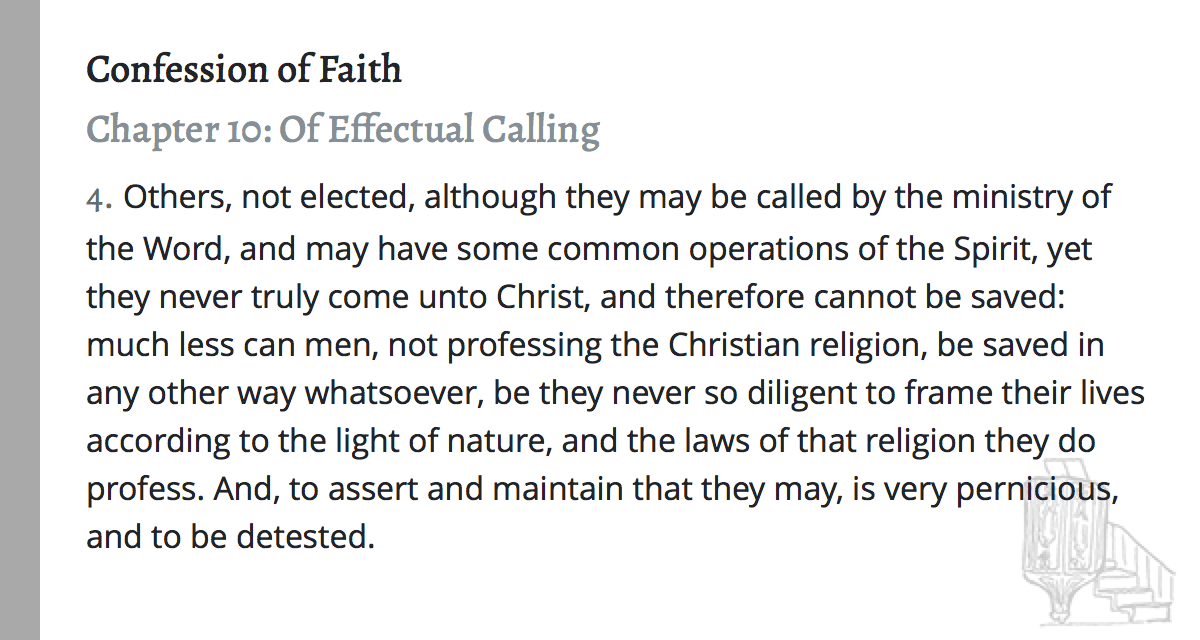 Confession of Faith
Chapter 10: Of Effectual Calling
4. Others, not elected, although they may be called by the ministry of
the Word, and may have some common operations of the Spirit, yet
they never truly come unto Christ, and therefore cannot be saved:
much less can men, not professing the Christian religion, be saved in
any other way whatsoever, be they never so diligent to frame their lives
according to the light of nature, and the laws of that religion they do
profess. And, to assert and maintain that they may, is very pernicious,
and to be detested.